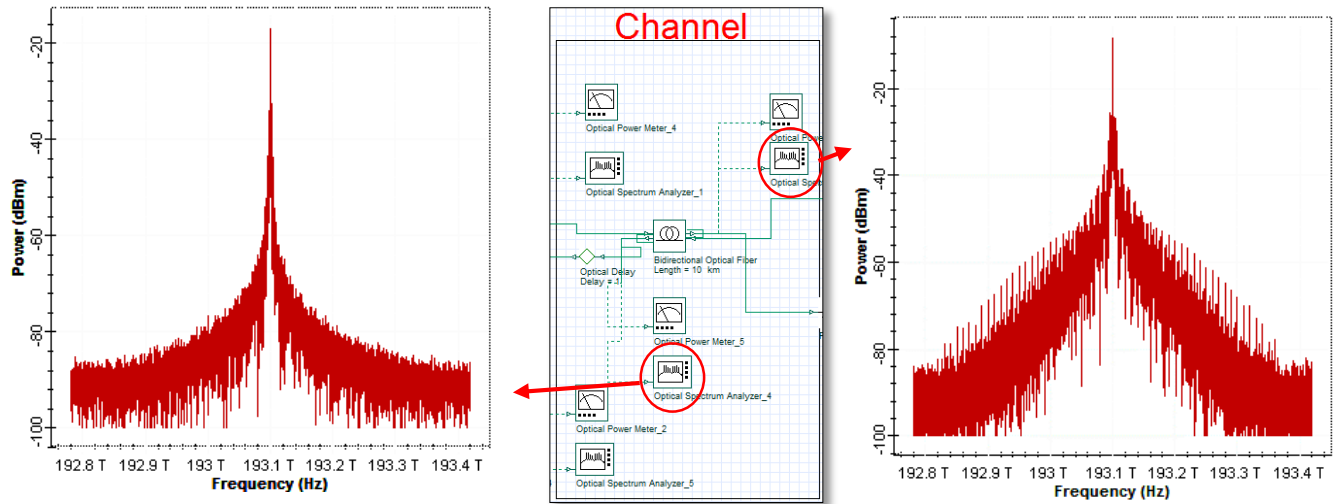 Channel
-20
-40
-60
-80
-100
Power (dBm)
192.8 T 192.9 T 193 T 193.1 T 193.2 T 193.3 T 193.4 T
Frequency (Hz)
Optical Power Meter_4
Optical
Optical Spectrum Analyzer_1
Optical
Bidirectional Optical Fiber
Length = 10 km
Optical Delay
Delay = 1
Optical Power Meter_5
Optical Spectrum Analyzer_4
Optical Power Meter_2
Optical Spectrum Analyzer_5
-20
-40
-60
-80
-100
Power (dBm)
192.8 T 192.9 T 193 T 193.1 T 193.2 T 193.3 T 193.4 T
Frequency (Hz)